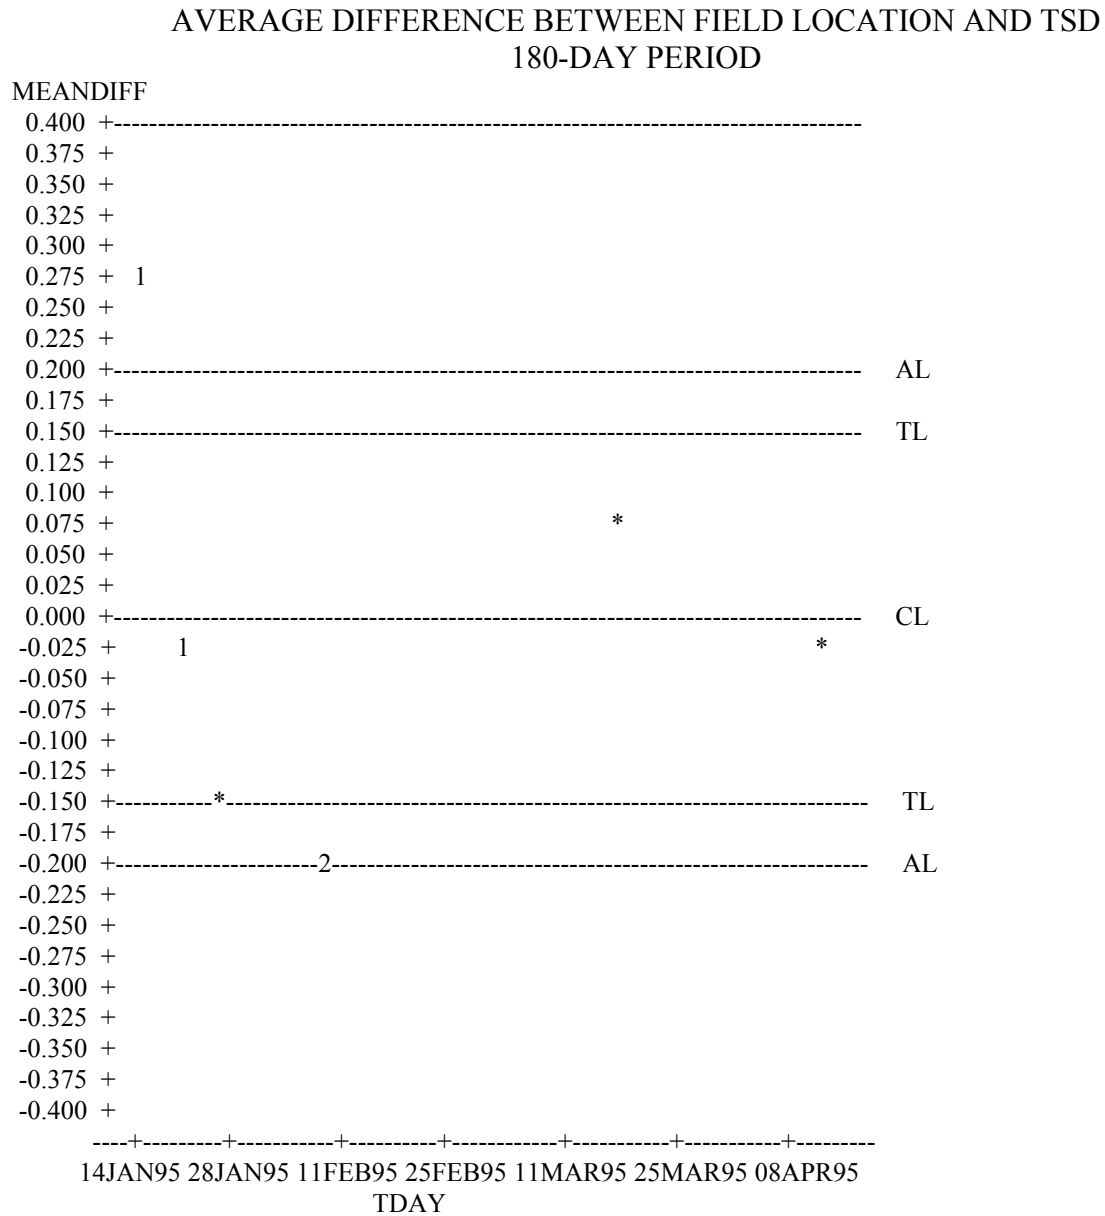 AVERAGE DIFFERENCE BETWEEN FIELD LOCATION AND TSD
180-DAY PERIOD
MEANDIFF
0.400 +-------------------------------------------------------------------------------------
0.375 +
0.350 +
0.325 +
0.300 +
0.275 + 1
0.250 +
0.225 +
0.200 +------------------------------------------------------------------------------------- AL
0.175 +
0.150 +------------------------------------------------------------------------------------- TL
0.125 +
0.100 +
0.075 + *
0.050 +
0.025 +
0.000 +------------------------------------------------------------------------------------- CL
-0.025 + 1 *
-0.050 +
-0.075 +
-0.100 +
-0.125 +
-0.150 +-----------*------------------------------------------------------------------------- TL
-0.175 +
-0.200 +-----------------------2------------------------------------------------------------- AL
-0.225 +
-0.250 +
-0.275 +
-0.300 +
-0.325 +
-0.350 +
-0.375 +
-0.400 +
----+---------+-----------+----------+------------+-----------+-----------+---------
14JAN95 28JAN95 11FEB95 25FEB95 11MAR95 25MAR95 08APR95
TDAY